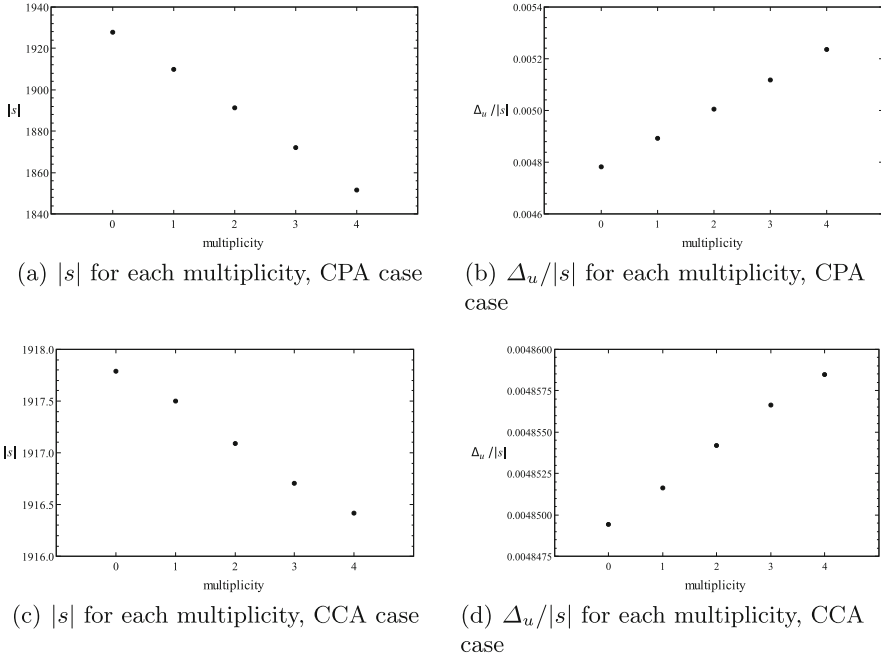 1940
1920
1900
1880
1860
1840
|s|
0 1 2 3 4
multiplicity
(a) |s| for each multiplicity, CPA case
0.0054
0.0052
0.0050
0.0048
0.0046
Δu/|s|
0 1 2 3 4
multiplicity
(b) Δu/|s| for each multiplicity, CPA
case
1918.0
1917.5
1917.0
1916.5
1916.0
|s|
0 1 2 3 4
multiplicity
(c) |s| for each multiplicity, CCA case
0.0048600
0.0048575
0.0048550
0.0048525
0.0048500
0.0048475
Δu/|s|
0 1 2 3 4
multiplicity
(d) Δu/|s| for each multiplicity, CCA
case